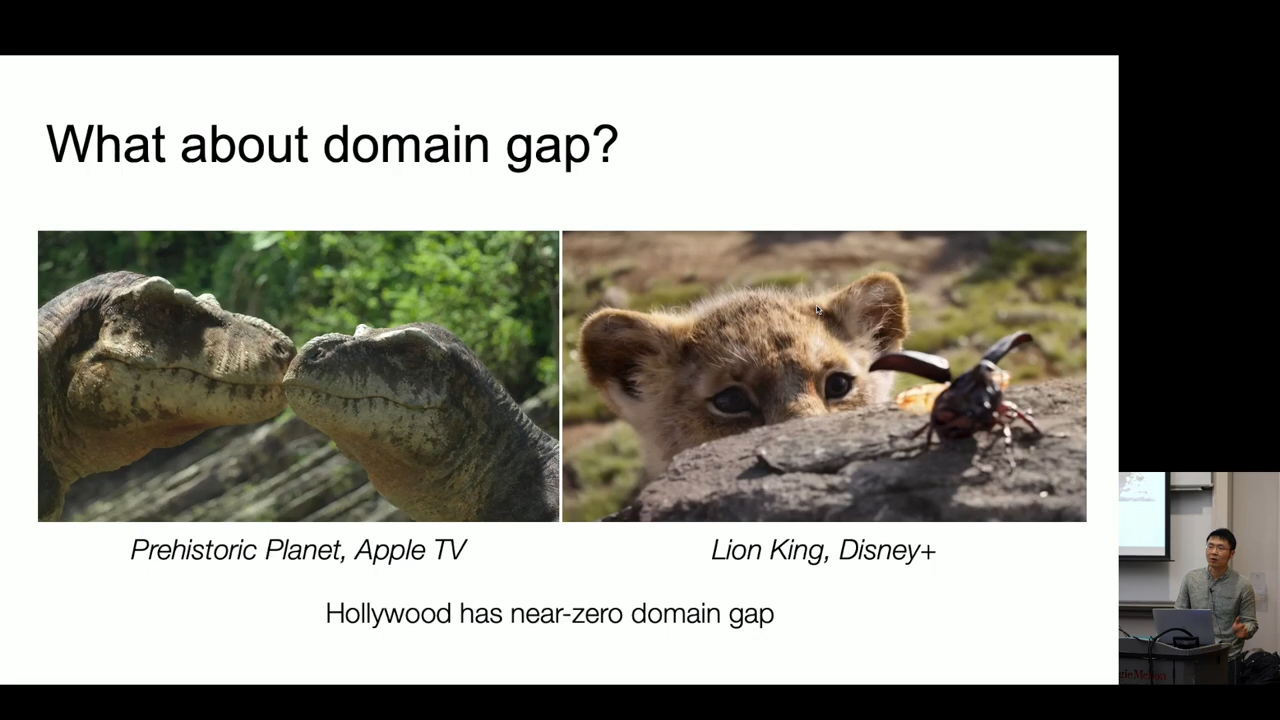 What about domain gap?
Prehistoric Planet, Apple TV
Lion King, Disney+
Hollywood has near-zero domain gap